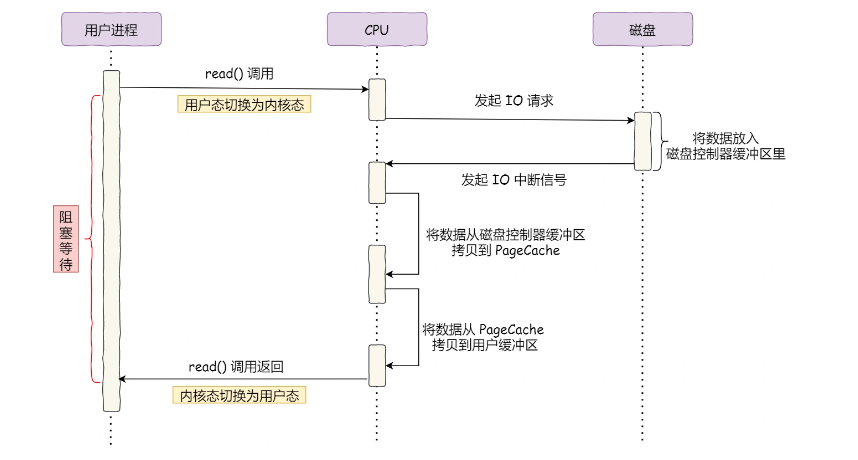 用户进程
CPU
磁盘
read() 调用
用户态切换为内核态
发起 IO 请求
将数据放入
磁盘控制器缓冲区里
发起 IO 中断信号
阻
塞
等
待
将数据从磁盘控制器缓冲区
拷贝到 PageCache
将数据从 PageCache
拷贝到用户缓冲区
read() 调用返回
内核态切换为用户态